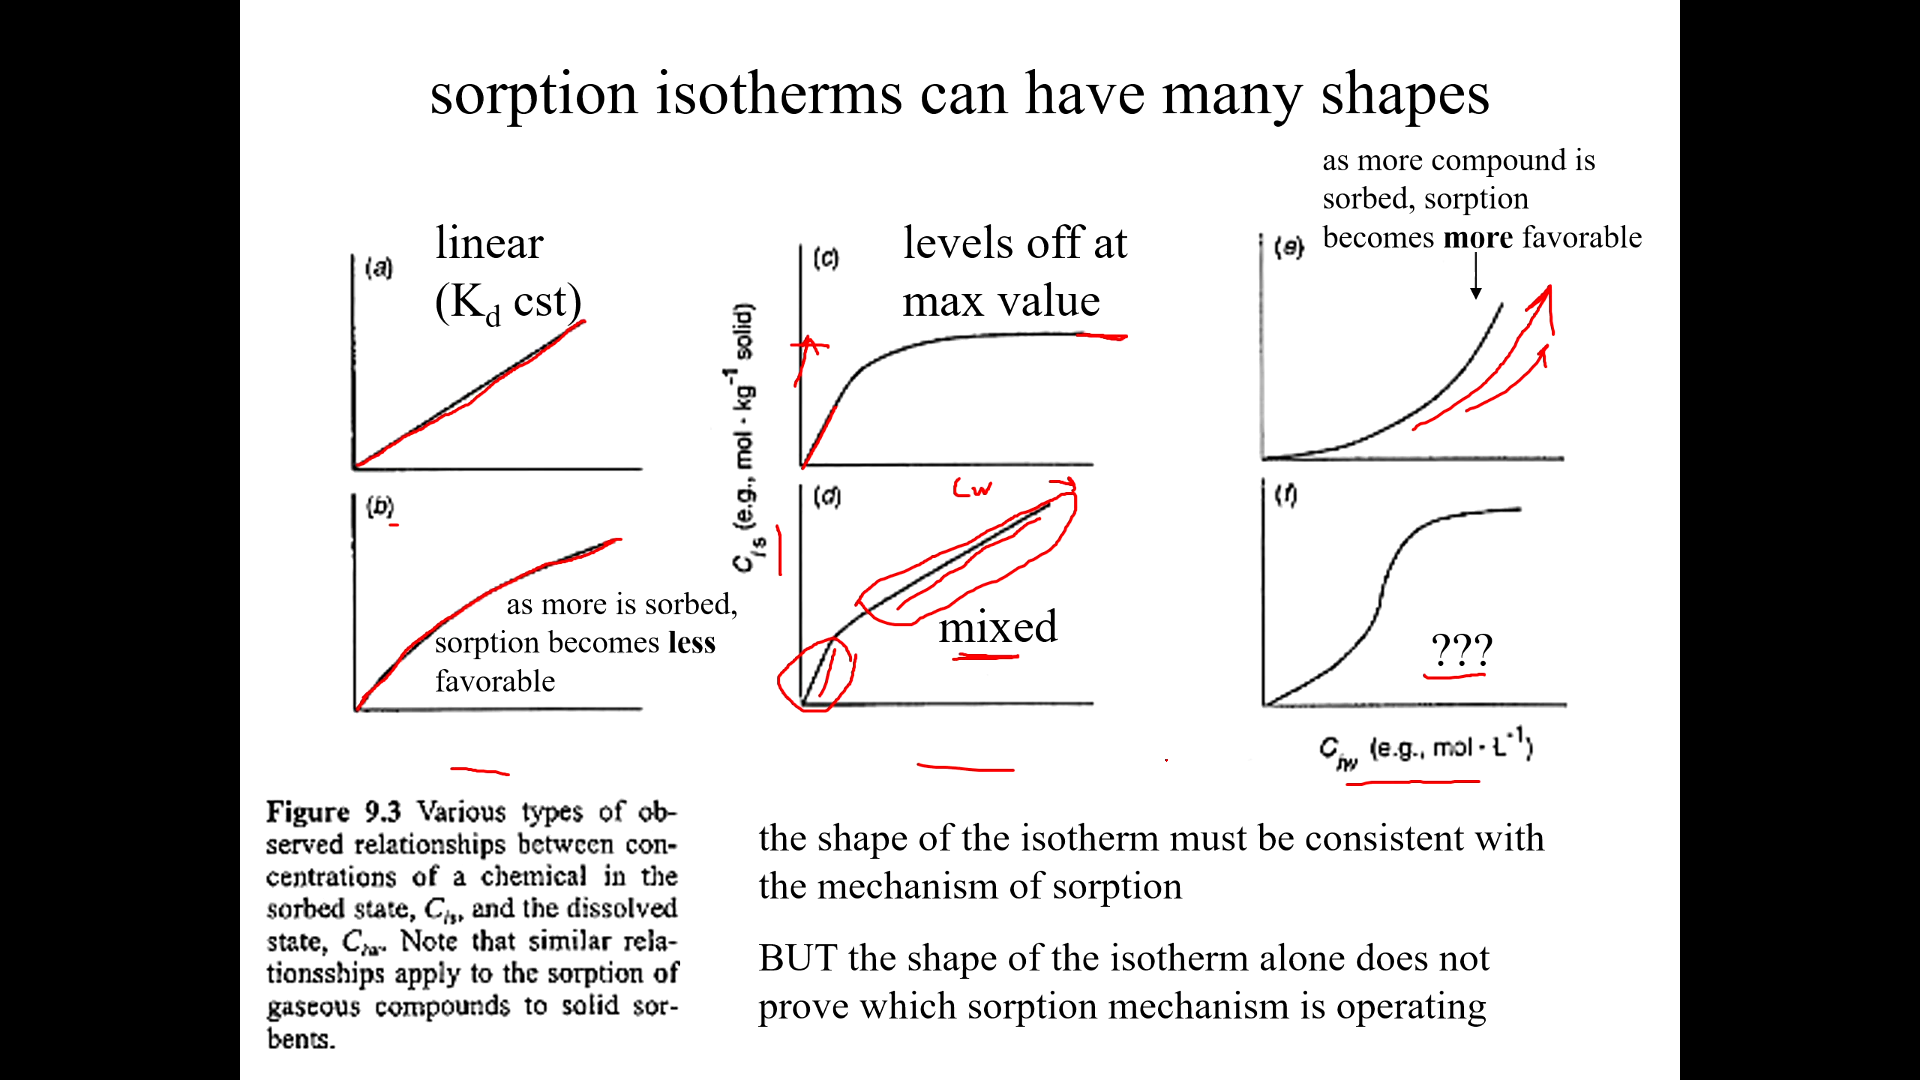 sorption isotherms can have many shapes
as more compound is
sorbed, sorption
becomes more favorable
(a)
linear
(Kd cst)
(c)
levels off at
max value
(e)
(b)
as more is sorbed,
sorption becomes less
favorable
Cis (e.g., mol · kg-1 solid)
Cw
(d)
mixed
(f)
???
Ciw (e.g., mol · L-1)
Figure 9.3 Various types of ob-
served relationships between con-
centrations of a chemical in the
sorbed state, Cis, and the dissolved
state, Ciw. Note that similar rela-
tionsships apply to the sorption of
gaseous compounds to solid sor-
bents.
the shape of the isotherm must be consistent with
the mechanism of sorption
BUT the shape of the isotherm alone does not
prove which sorption mechanism is operating